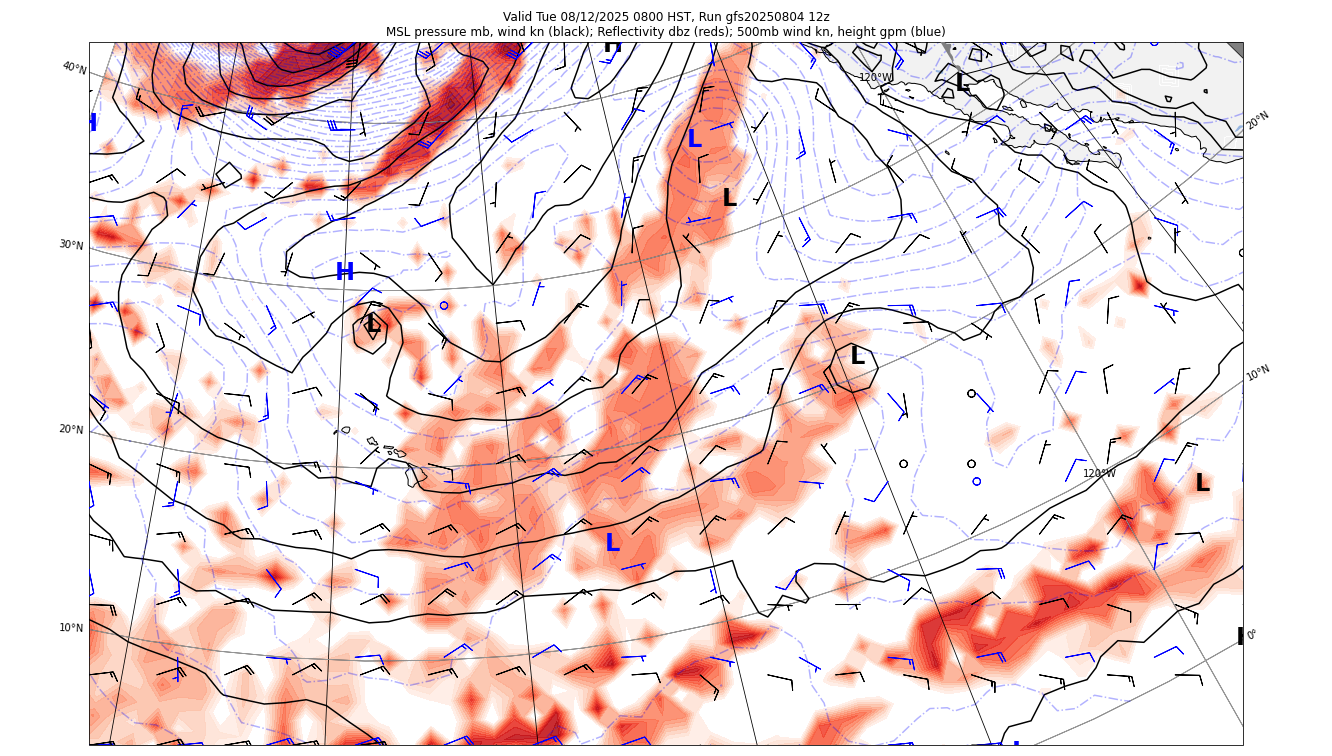 Valid Tue 08/12/2025 0800 HST, Run gfs20250804 12z
MSL pressure mb, wind kn (black); Reflectivity dbz (reds); 500mb wind kn, height gpm (blue)
H
40°N
120°W
L
H
20°N
L
L
30°N
H
L
L
10°N
20°N
120°W
L
L
10°N
0°